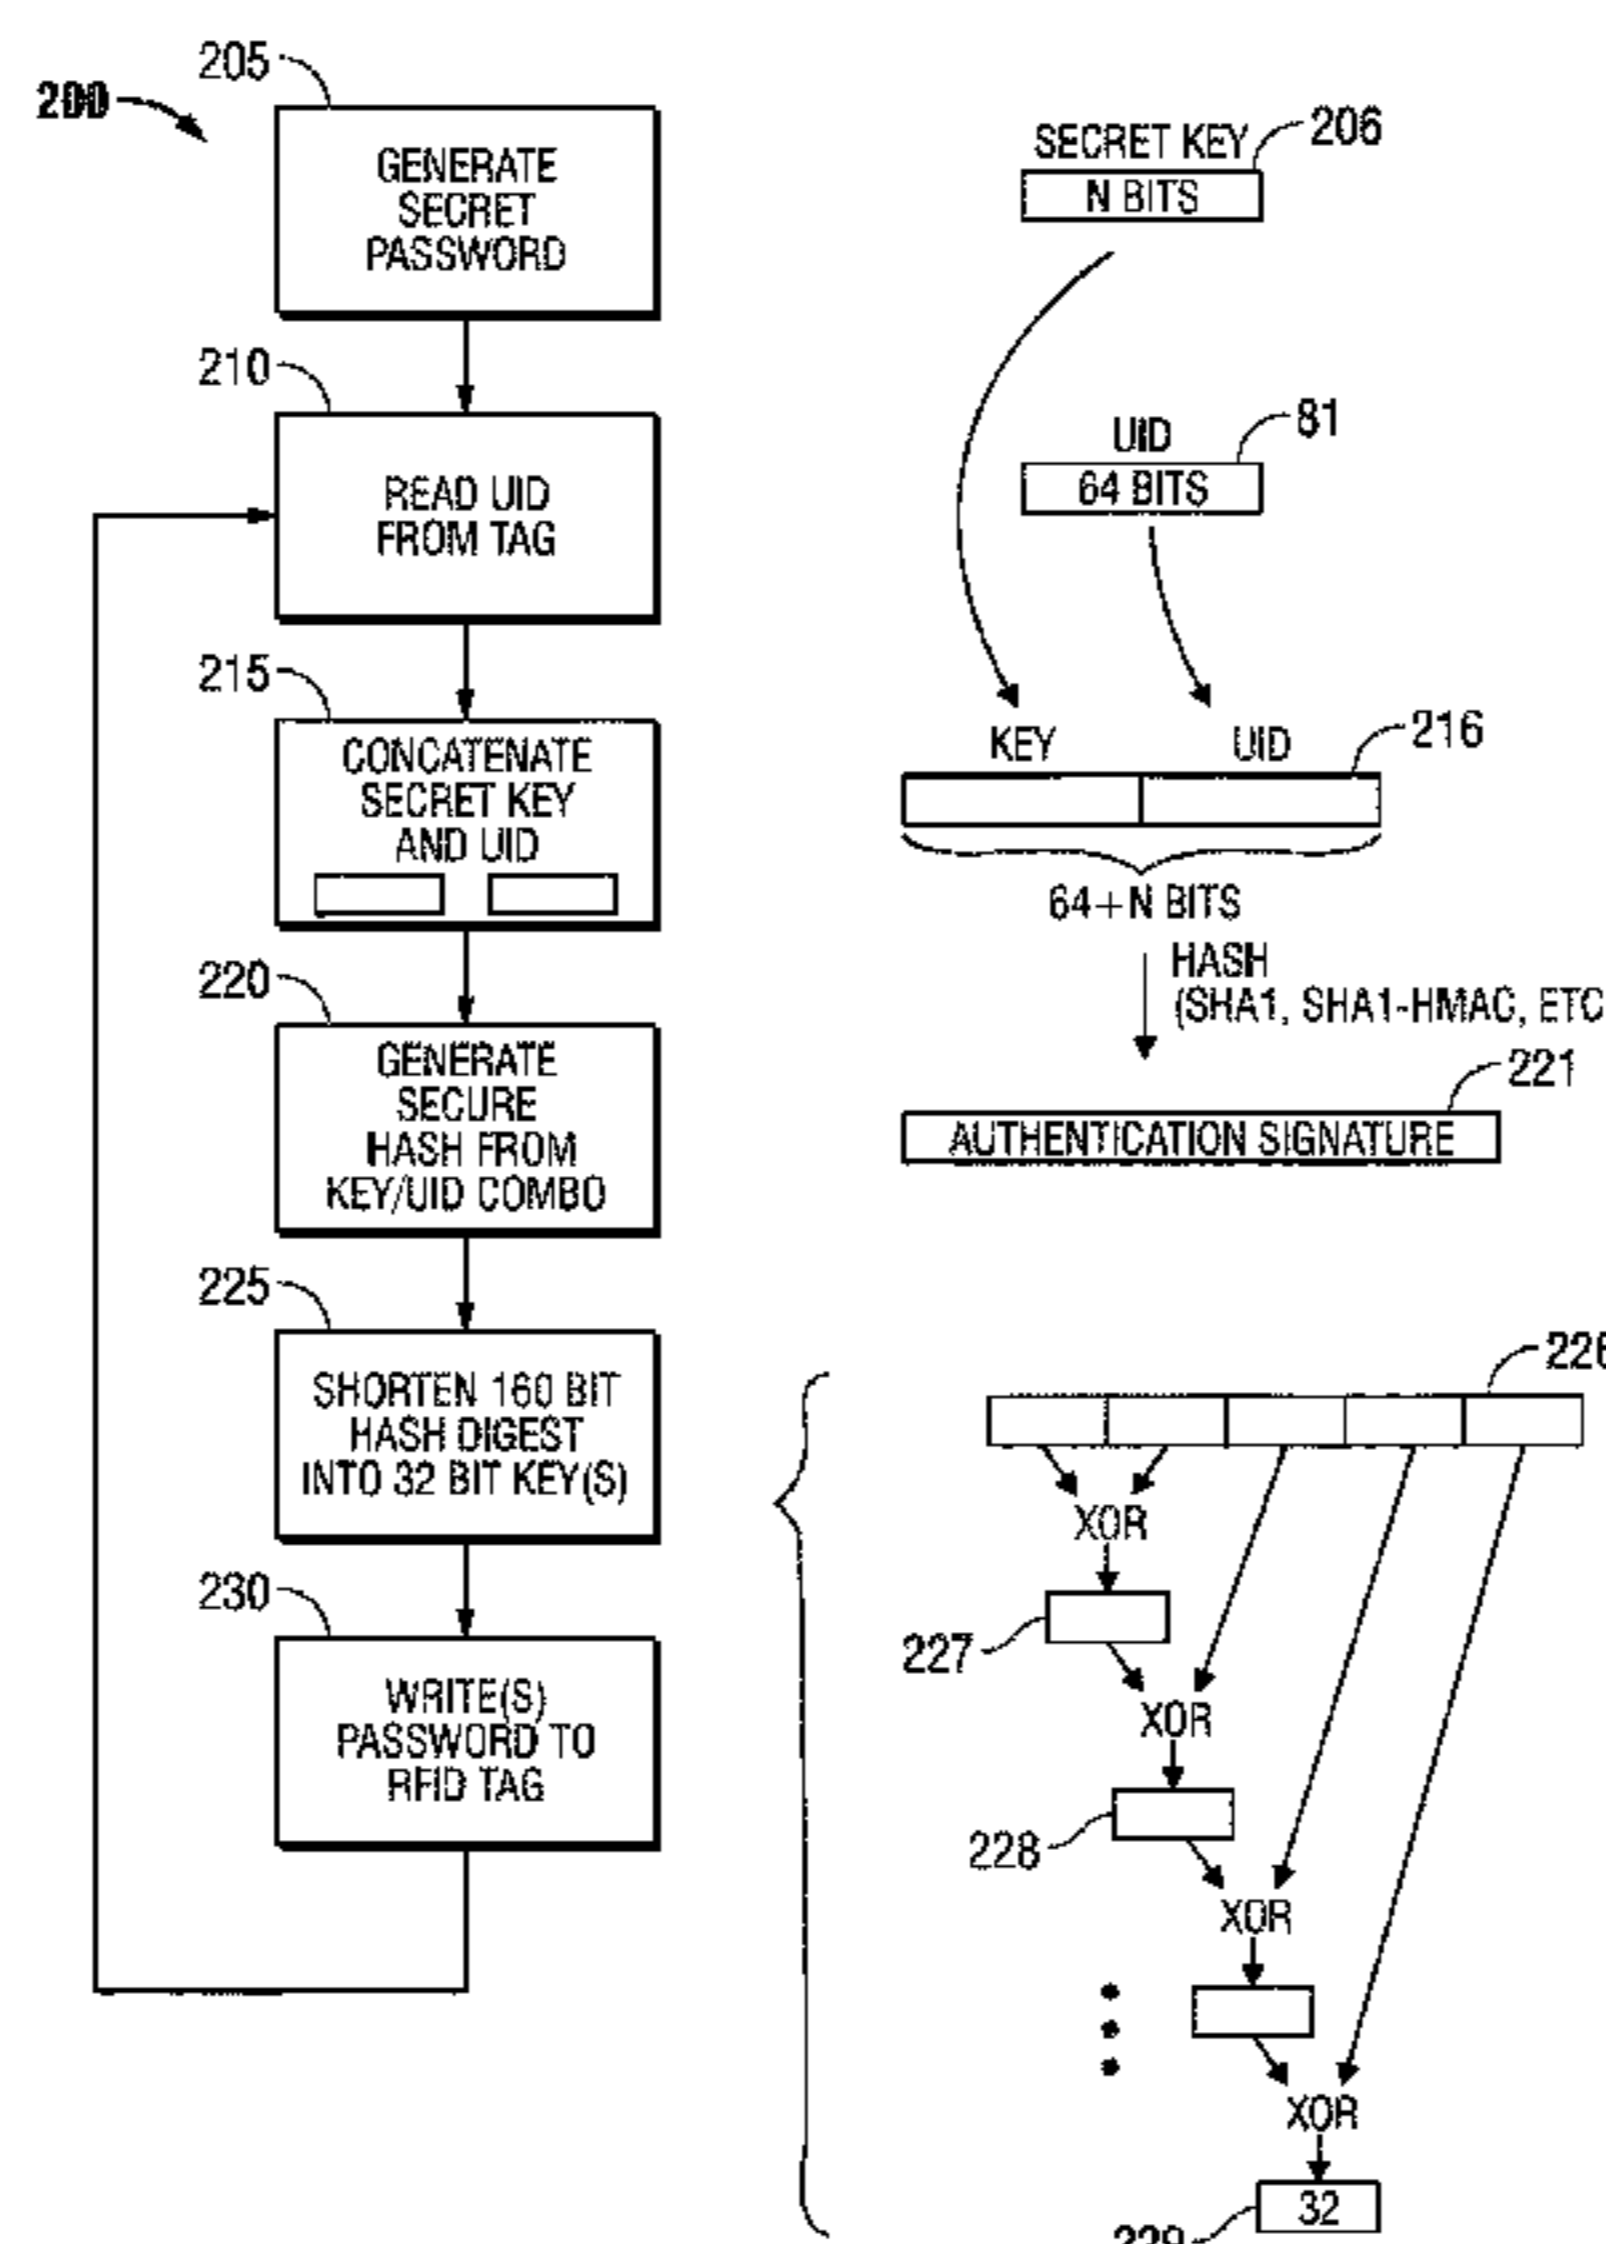 200
205
GENERATE
SECRET
PASSWORD
210
READ UID
FROM TAG
215
CONCATENATE
SECRET KEY
AND UID
220
GENERATE
SECURE
HASH FROM
KEY/UID COMBO
225
SHORTEN 160 BIT
HASH DIGEST
INTO 32 BIT KEY(S)
230
WRITE(S)
PASSWORD TO
RFID TAG
SECRET KEY
206
N BITS
UID
81
64 BITS
KEY
UID
216
64+N BITS
HASH
(SHA1, SHA1-HMAC, ETC
221
AUTHENTICATION SIGNATURE
226
XOR
227
XOR
228
XOR
XOR
32
229